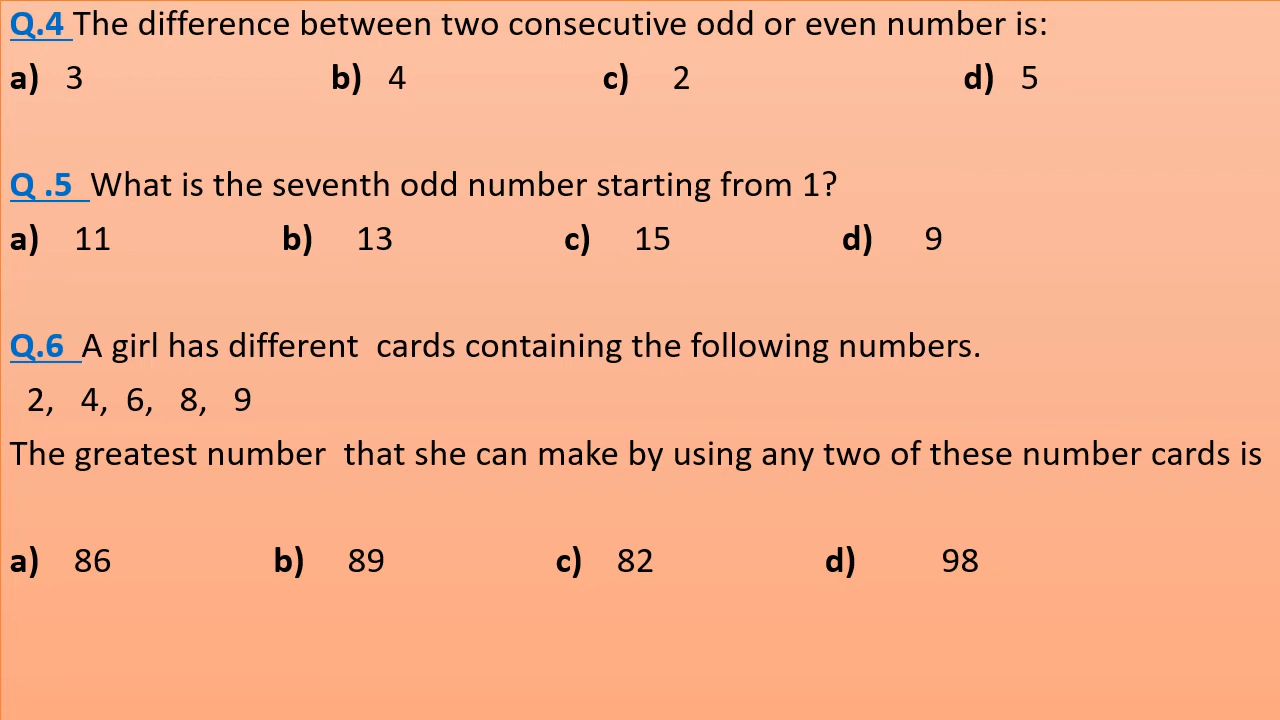 Q.4 The difference between two consecutive odd or even number is:
a) 3 b) 4 c) 2 d) 5
Q .5 What is the seventh odd number starting from 1?
a) 11 b) 13 c) 15 d) 9
Q.6 A girl has different cards containing the following numbers.
2, 4, 6, 8, 9
The greatest number that she can make by using any two of these number cards is
a) 86 b) 89 c) 82 d) 98